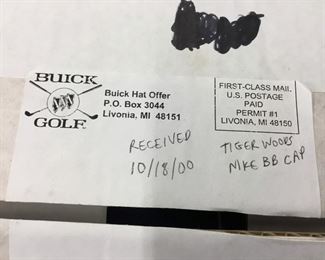 BUICK
GOLF.
Buick Hat Offer
P.O. Box 3044
Livonia, MI 48151
FIRST-CLASS MAIL
U.S. POSTAGE
PAID
PERMIT #1
LIVONIA, MI 48150
RECEIVED
10/18/00
TIGER WOODS
NIKE BB CAP